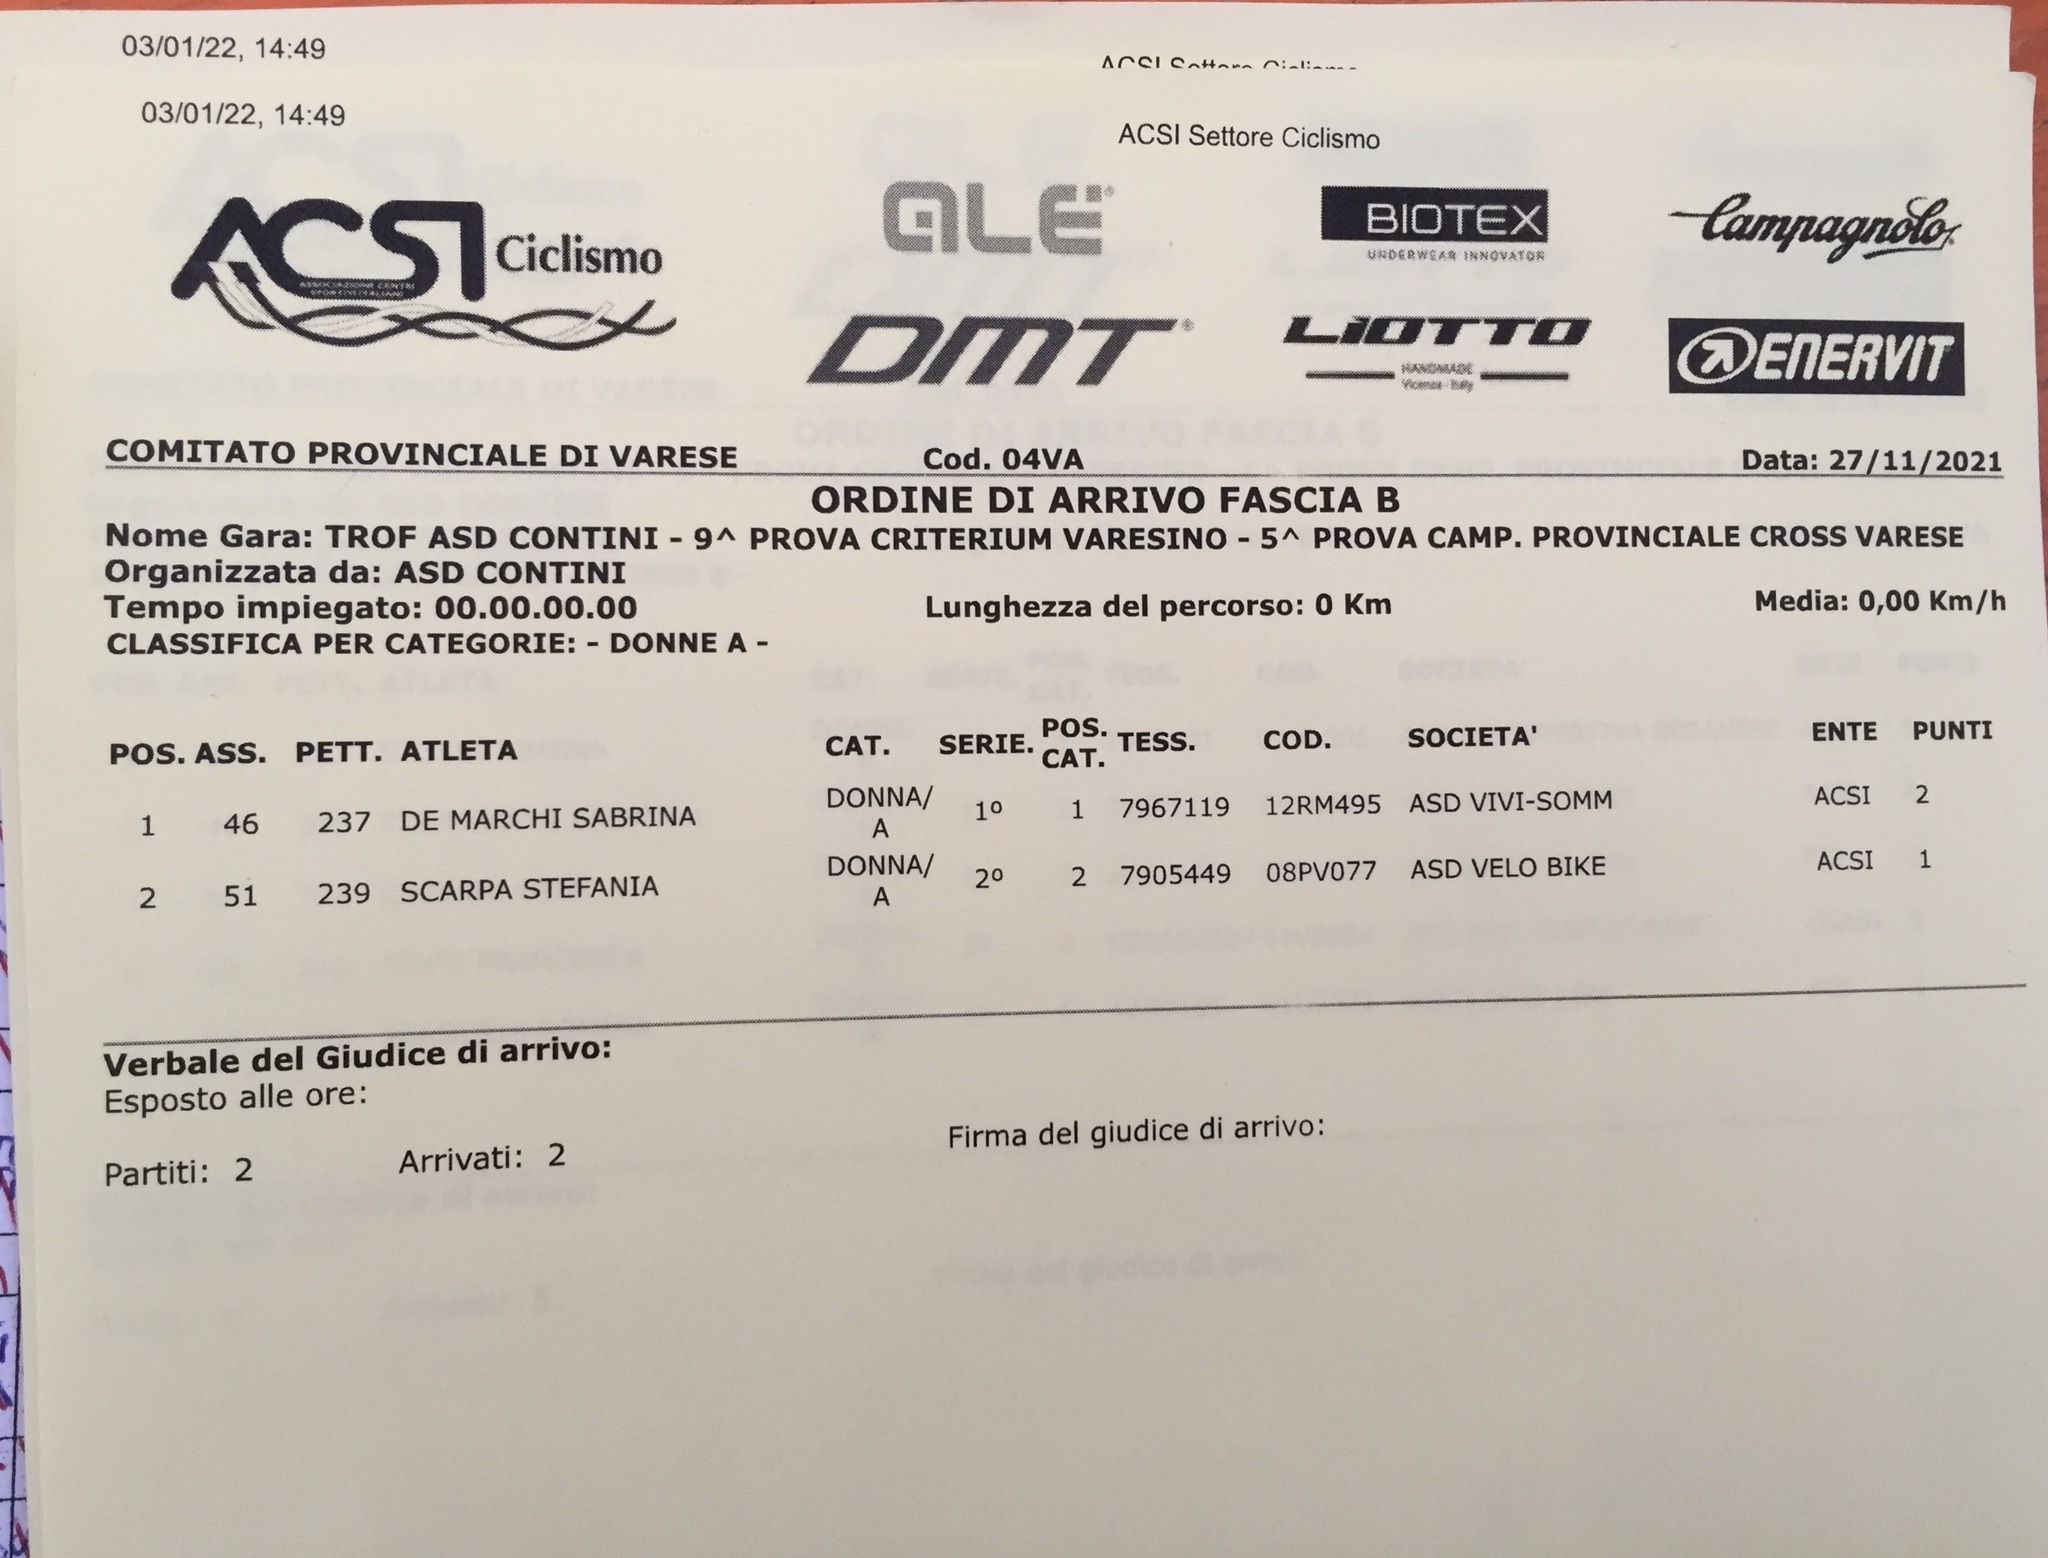 03/01/22, 14:49
ACSI Settore Ciclismo
03/01/22, 14:49
ACSI Settore Ciclismo
ACSI Ciclismo
ALÉ
BIOTEX
UNDERWEAR INNOVATOR
Campagnolo
DMT
LIOTTO
HANDMADE
Vicenza - Italy
ENERVIT
COMITATO PROVINCIALE DI VARESE Cod. 04VA Data: 27/11/2021
ORDINE DI ARRIVO FASCIA B
Nome Gara: TROF ASD CONTINI - 9^ PROVA CRITERIUM VARESINO - 5^ PROVA CAMP. PROVINCIALE CROSS VARESE
Organizzata da: ASD CONTINI
Tempo impiegato: 00.00.00.00 Lunghezza del percorso: 0 Km Media: 0,00 Km/h
CLASSIFICA PER CATEGORIE: - DONNE A -
POS. ASS. PETT. ATLETA CAT. SERIE. POS. CAT. TESS. COD. SOCIETA' ENTE PUNTI
1 46 237 DE MARCHI SABRINA DONNA/A 1º 1 7967119 12RM495 ASD VIVI-SOMM ACSI 2
2 51 239 SCARPA STEFANIA DONNA/A 2º 2 7905449 08PV077 ASD VELO BIKE ACSI 1
Verbale del Giudice di arrivo:
Esposto alle ore:
Firma del giudice di arrivo:
Partiti: 2 Arrivati: 2